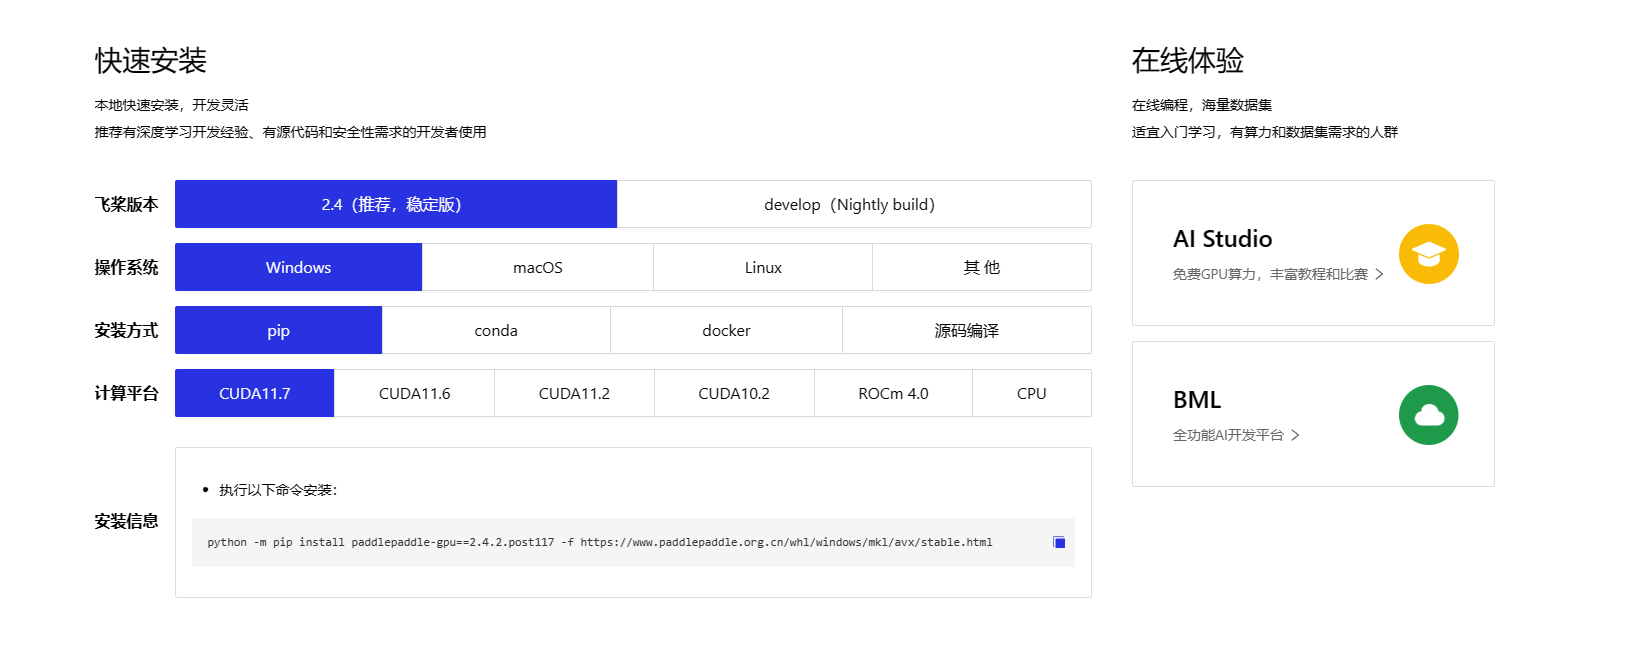 快速安装
本地快速安装，开发灵活
推荐有深度学习开发经验、有源代码和安全性需求的开发者使用
飞桨版本
2.4（推荐，稳定版）
develop（Nightly build）
操作系统
Windows
macOS
Linux
其 他
安装方式
pip
conda
docker
源码编译
计算平台
CUDA11.7
CUDA11.6
CUDA11.2
CUDA10.2
ROCm 4.0
CPU
安装信息
执行以下命令安装：
python -m pip install paddlepaddle-gpu==2.4.2.post117 -f https://www.paddlepaddle.org.cn/whl/windows/mkl/avx/stable.html
在线体验
在线编程，海量数据集
适宜入门学习，有算力和数据集需求的人群
AI Studio
免费GPU算力，丰富教程和比赛
BML
全功能AI开发平台